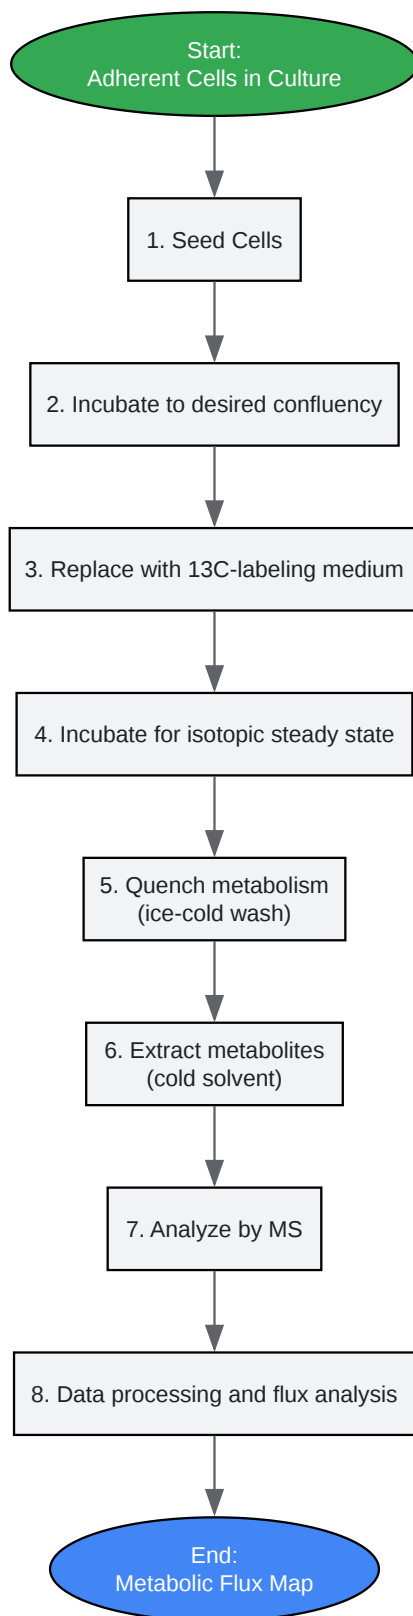 Start:
Adherent Cells in Culture
1. Seed Cells
2. Incubate to desired confluency
3. Replace with 13C-labeling medium
4. Incubate for isotopic steady state
5. Quench metabolism
(ice-cold wash)
6. Extract metabolites
(cold solvent)
7. Analyze by MS
8. Data processing and flux analysis
End:
Metabolic Flux Map